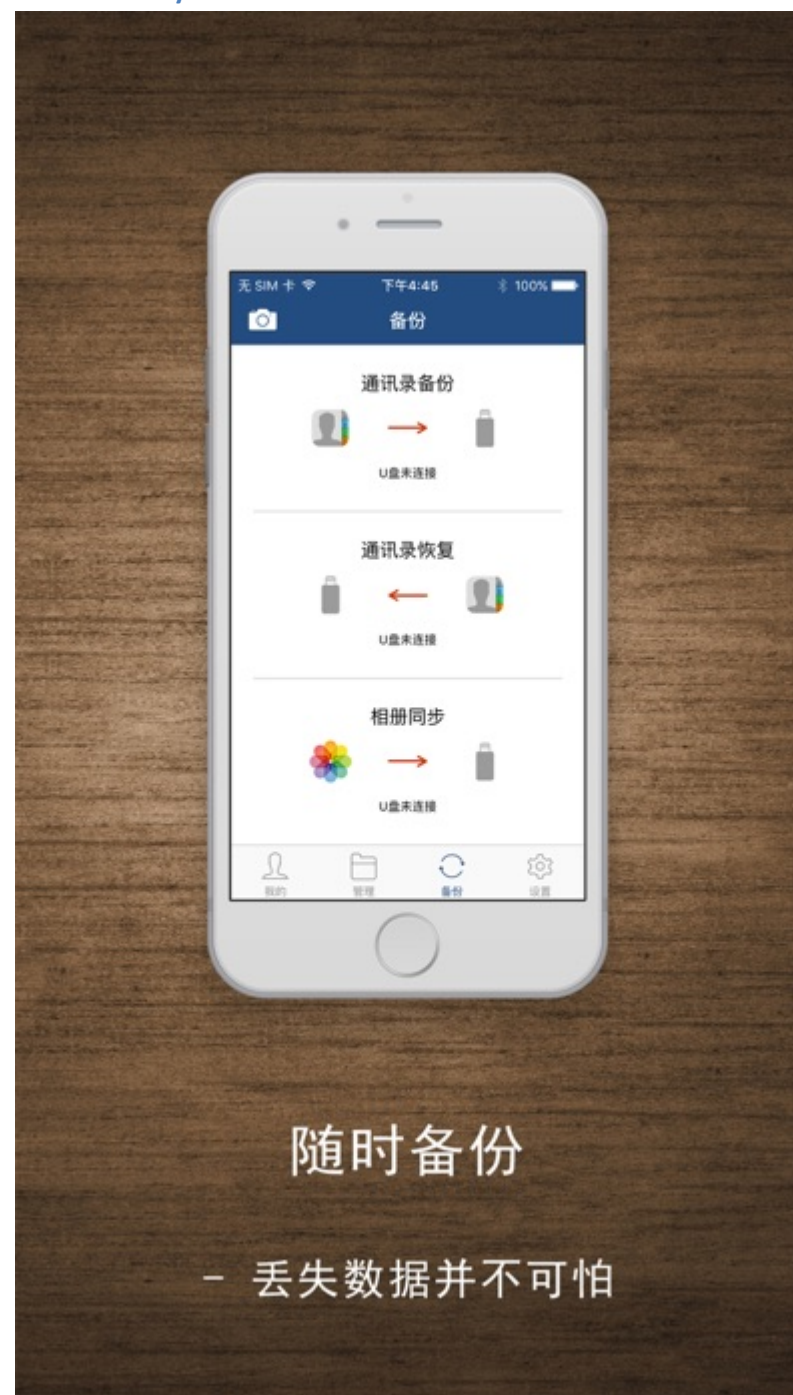 无 SIM 卡 下午4:45 100%
备份
通讯录备份
U盘未连接
通讯录恢复
U盘未连接
相册同步
U盘未连接
我的 管理 备份 设置
随时备份
- 丢失数据并不可怕